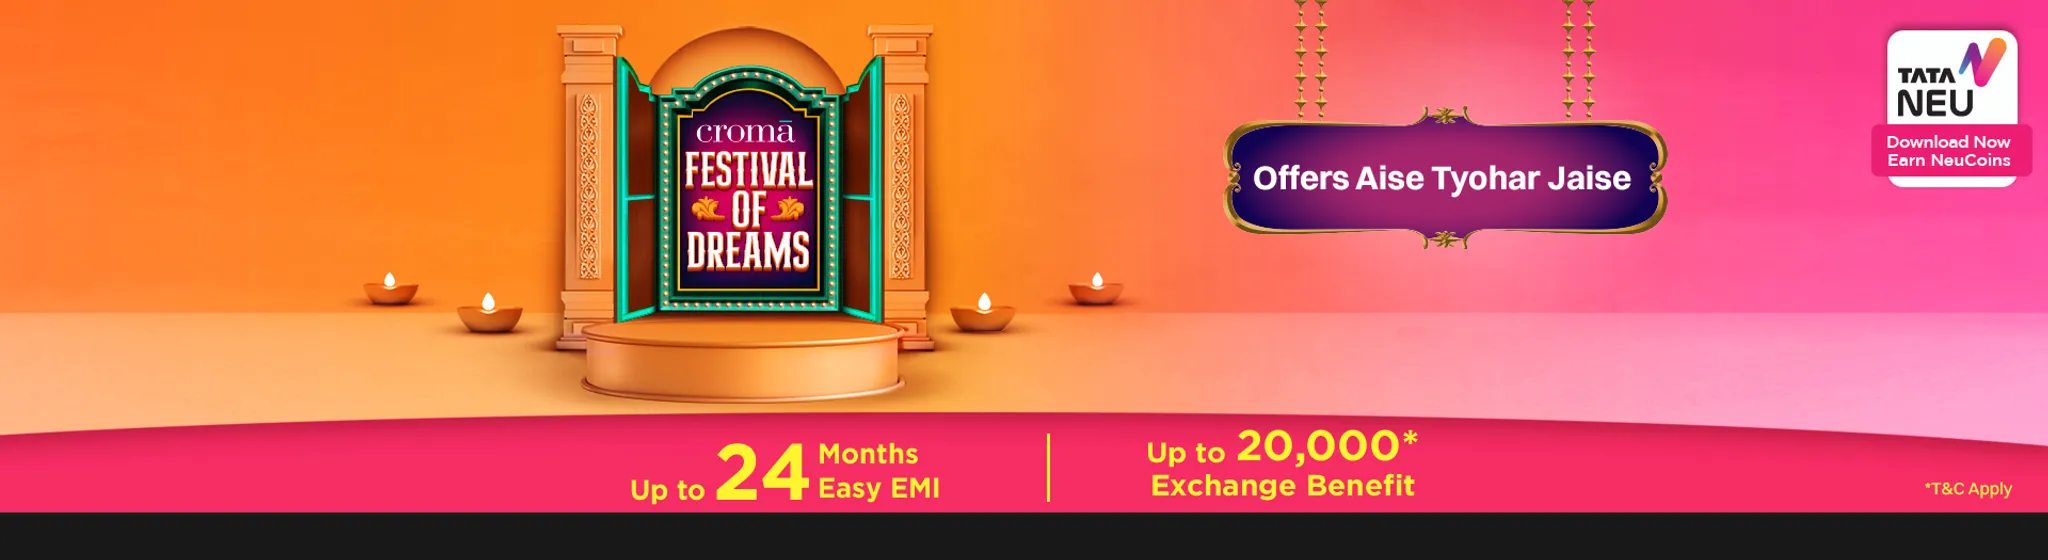 cromā
FESTIVAL
OF
DREAMS
Offers Aise Tyohar Jaise
TATA
NEU
Download Now
Earn NeuCoins
Up to 24 Months
Easy EMI
Up to 20,000*
Exchange Benefit
*T&C Apply